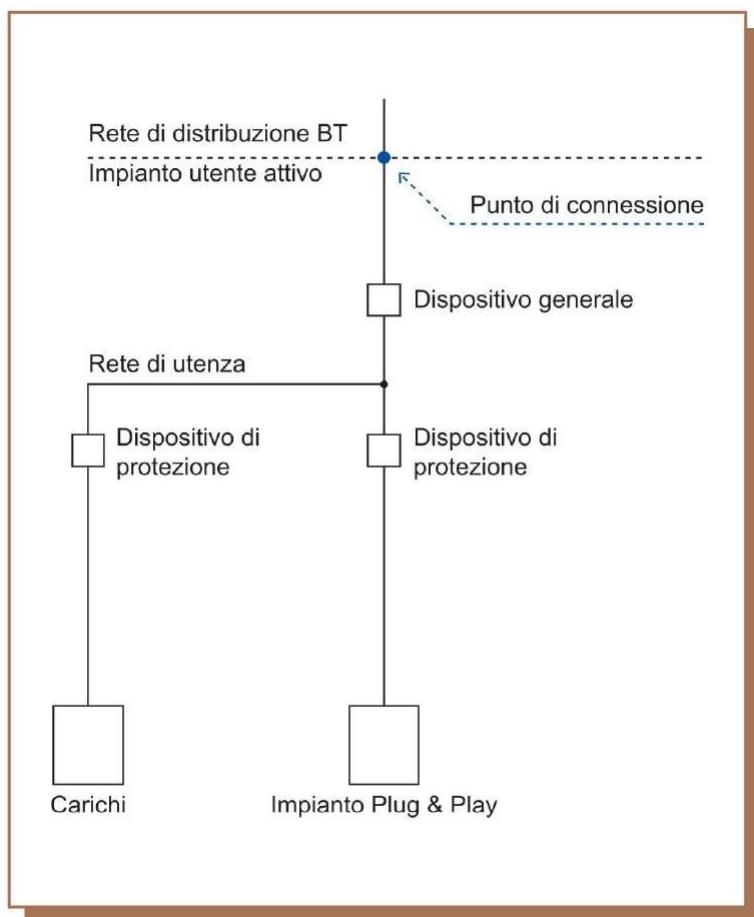 Rete di distribuzione BT
Impianto utente attivo
Punto di connessione
Dispositivo generale
Rete di utenza
Dispositivo di
protezione
Dispositivo di
protezione
Carichi
Impianto Plug & Play